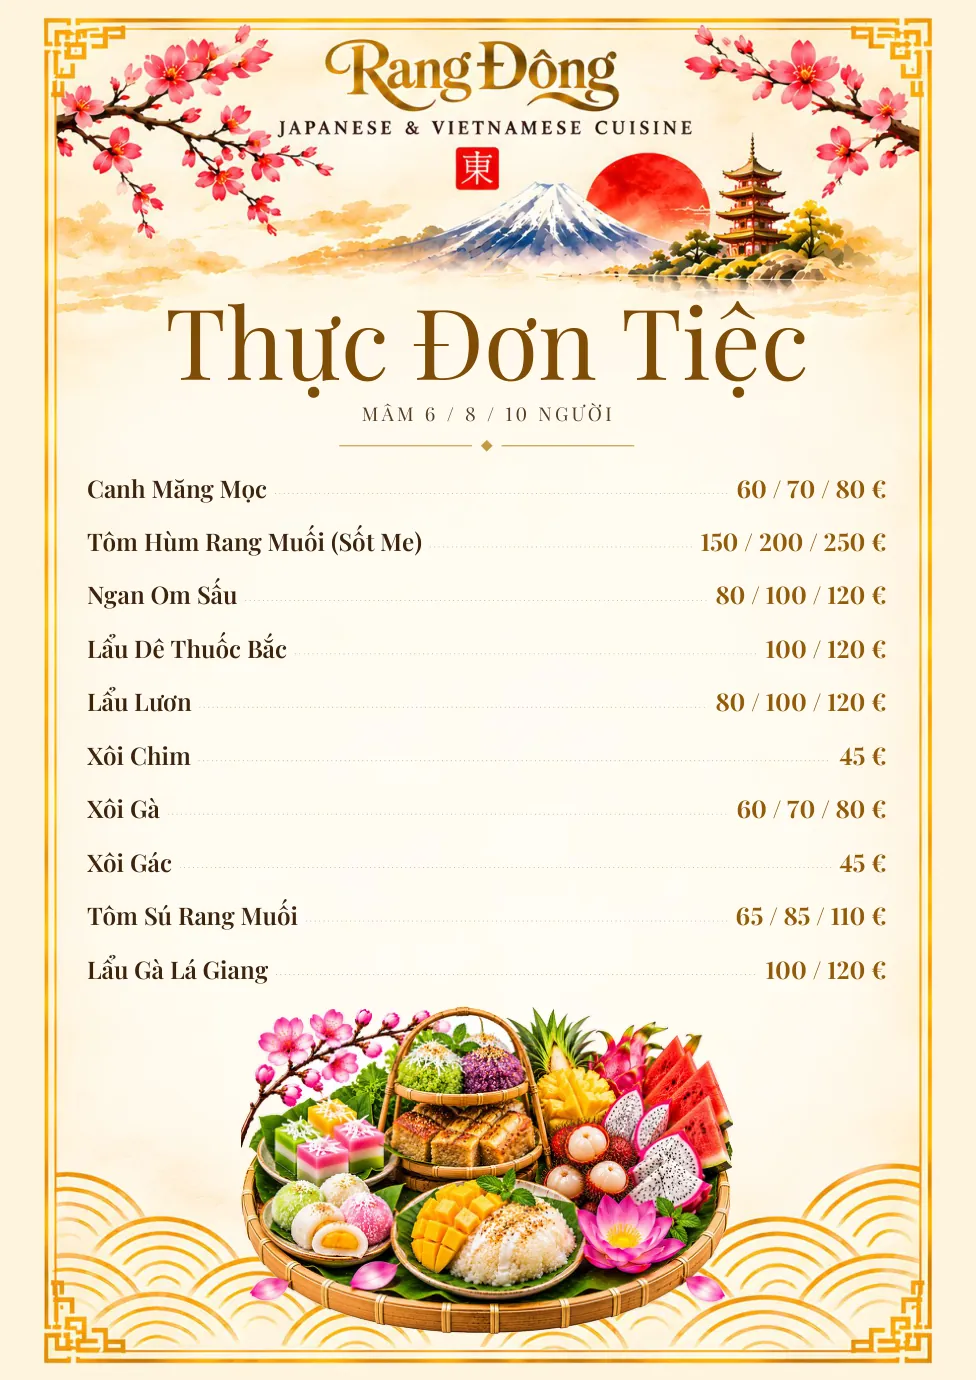 Rang Đông
JAPANESE & VIETNAMESE CUISINE
東
Thực Đơn Tiệc
MÂM 6 / 8 / 10 NGƯỜI
Canh Măng Mọc 60 / 70 / 80 €
Tôm Hùm Rang Muối (Sốt Me) 150 / 200 / 250 €
Ngan Om Sấu 80 / 100 / 120 €
Lẩu Dê Thuốc Bắc 100 / 120 €
Lẩu Lươn 80 / 100 / 120 €
Xôi Chim 45 €
Xôi Gà 60 / 70 / 80 €
Xôi Gác 45 €
Tôm Sú Rang Muối 65 / 85 / 110 €
Lẩu Gà Lá Giang 100 / 120 €